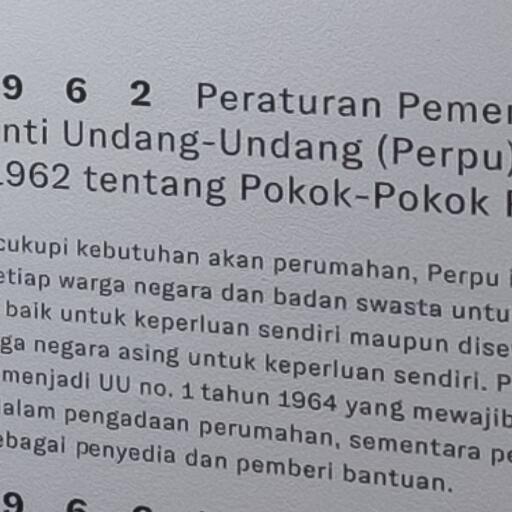 9 6 2 Peraturan Pemer
nti Undang-Undang (Perpu)
1962 tentang Pokok-Pokok
cukupi kebutuhan akan perumahan, Perpu
etiap warga negara dan badan swasta untu
baik untuk keperluan sendiri maupun dise
ga negara asing untuk keperluan sendiri. P
menjadi UU no. 1 tahun 1964 yang mewajib
alam pengadaan perumahan, sementara pe
ebagai penyedia dan pemberi bantuan.
9 6